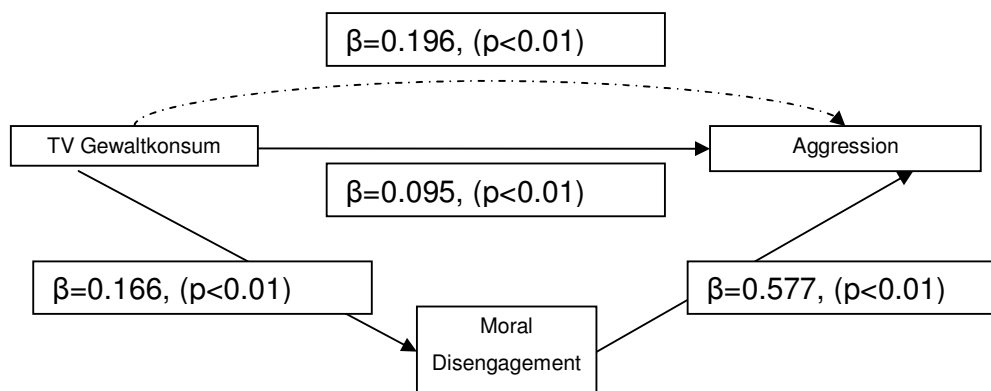 β=0.196, (p<0.01)
TV Gewaltkonsum
Aggression
β=0.095, (p<0.01)
β=0.166, (p<0.01)
β=0.577, (p<0.01)
Moral
Disengagement